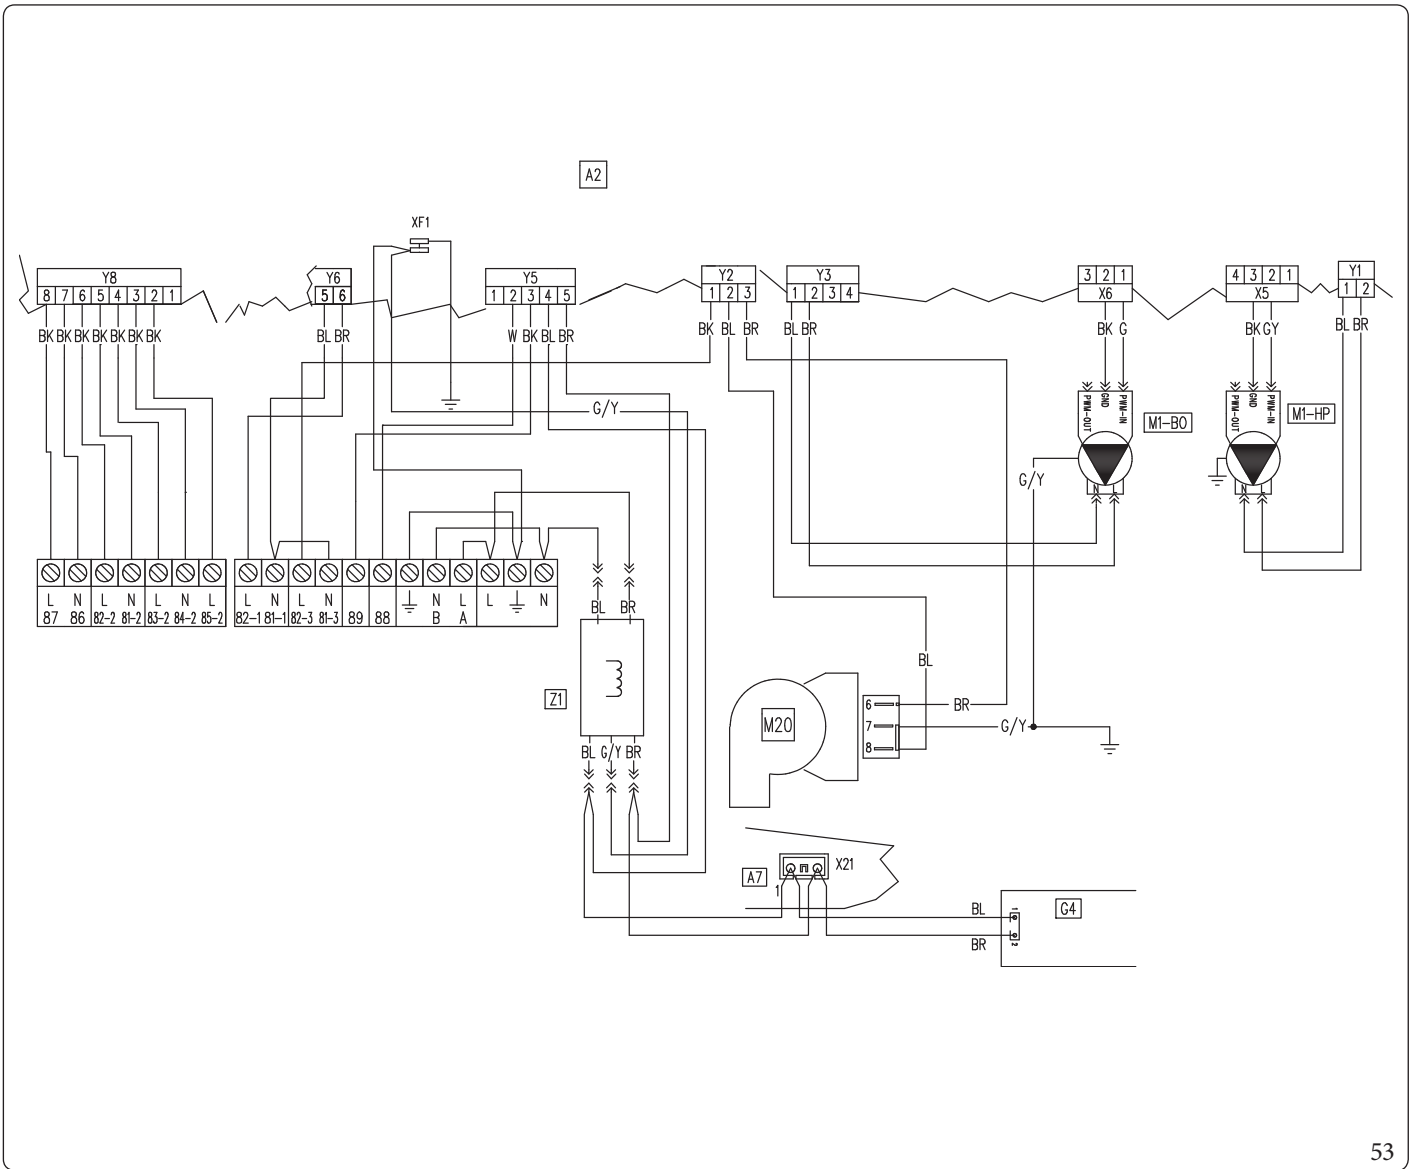 A2
XF1
Y8
8 7 6 5 4 3 2 1
Y6
5 6
Y5
1 2 3 4 5
Y2
1 2 3
Y3
1 2 3 4
3 2 1
X6
4 3 2 1
X5
Y1
1 2
BK BK BK BK BK BK BK
BL BR
W BK BL BR
BK BL BR
BL BR
BK G
BK GY
BL BR
PWM-OUT
GND
PWM-IN
M1-BO
PWM-OUT
GND
PWM-IN
M1-HP
G/Y
G/Y
N L
N L
L N L N L N L
87 86 82-2 81-2 83-2 84-2 85-2
L N L N N L L N
82-1 81-1 82-3 81-3 89 88 B A
BL BR
Z1
BL G/Y BR
BL
M20
6
7
8
BR
G/Y
A7
X21
1
BL
BR
1
2
G4
53